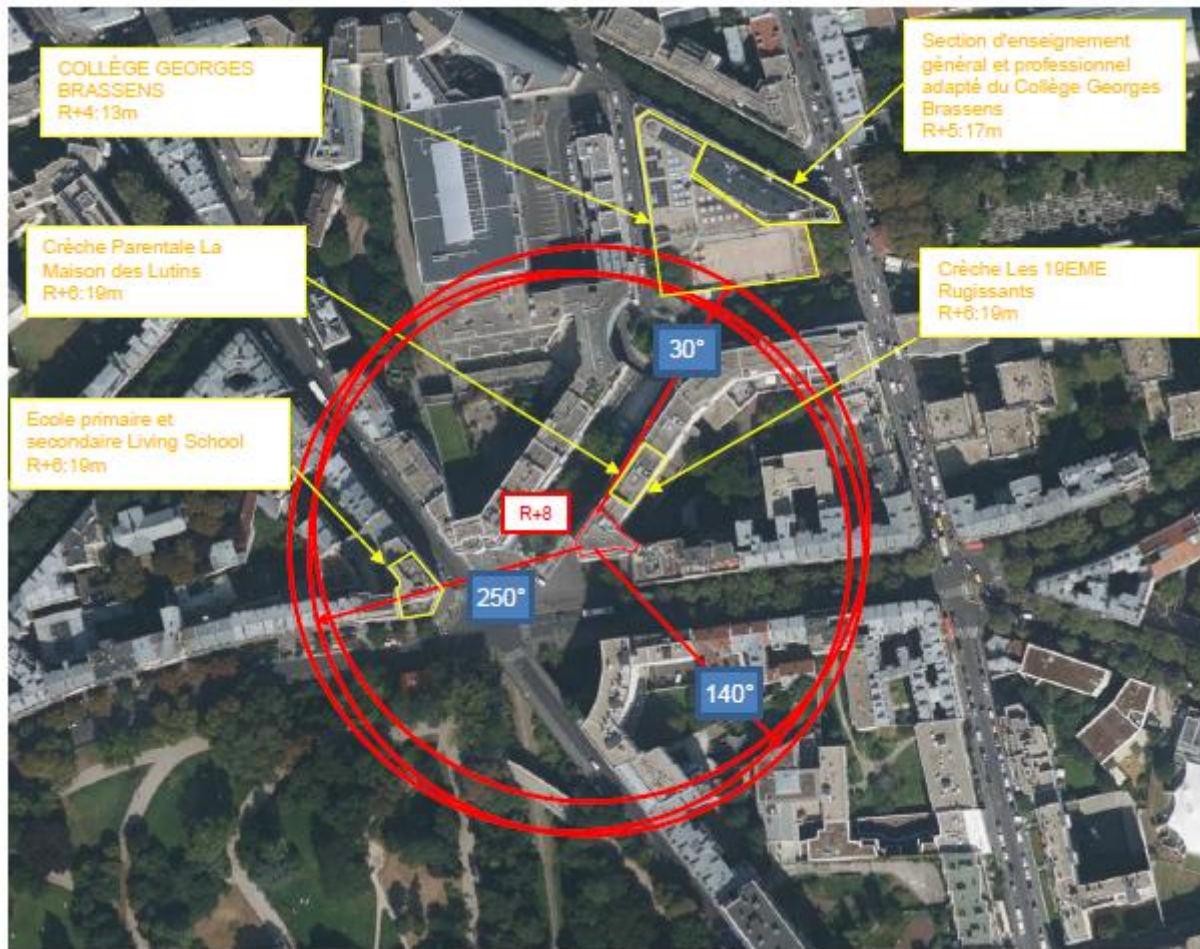 COLLÈGE GEORGES
BRASSENS
R+4:13m
Section d'enseignement
général et professionnel
adapté du Collège Georges
Brassens
R+5:17m
Crèche Parentale La
Maison des Lutins
R+6:19m
Crèche Les 19EME
Rugissants
R+6:19m
30°
Ecole primaire et
secondaire Living School
R+6:19m
R+8
250°
140°